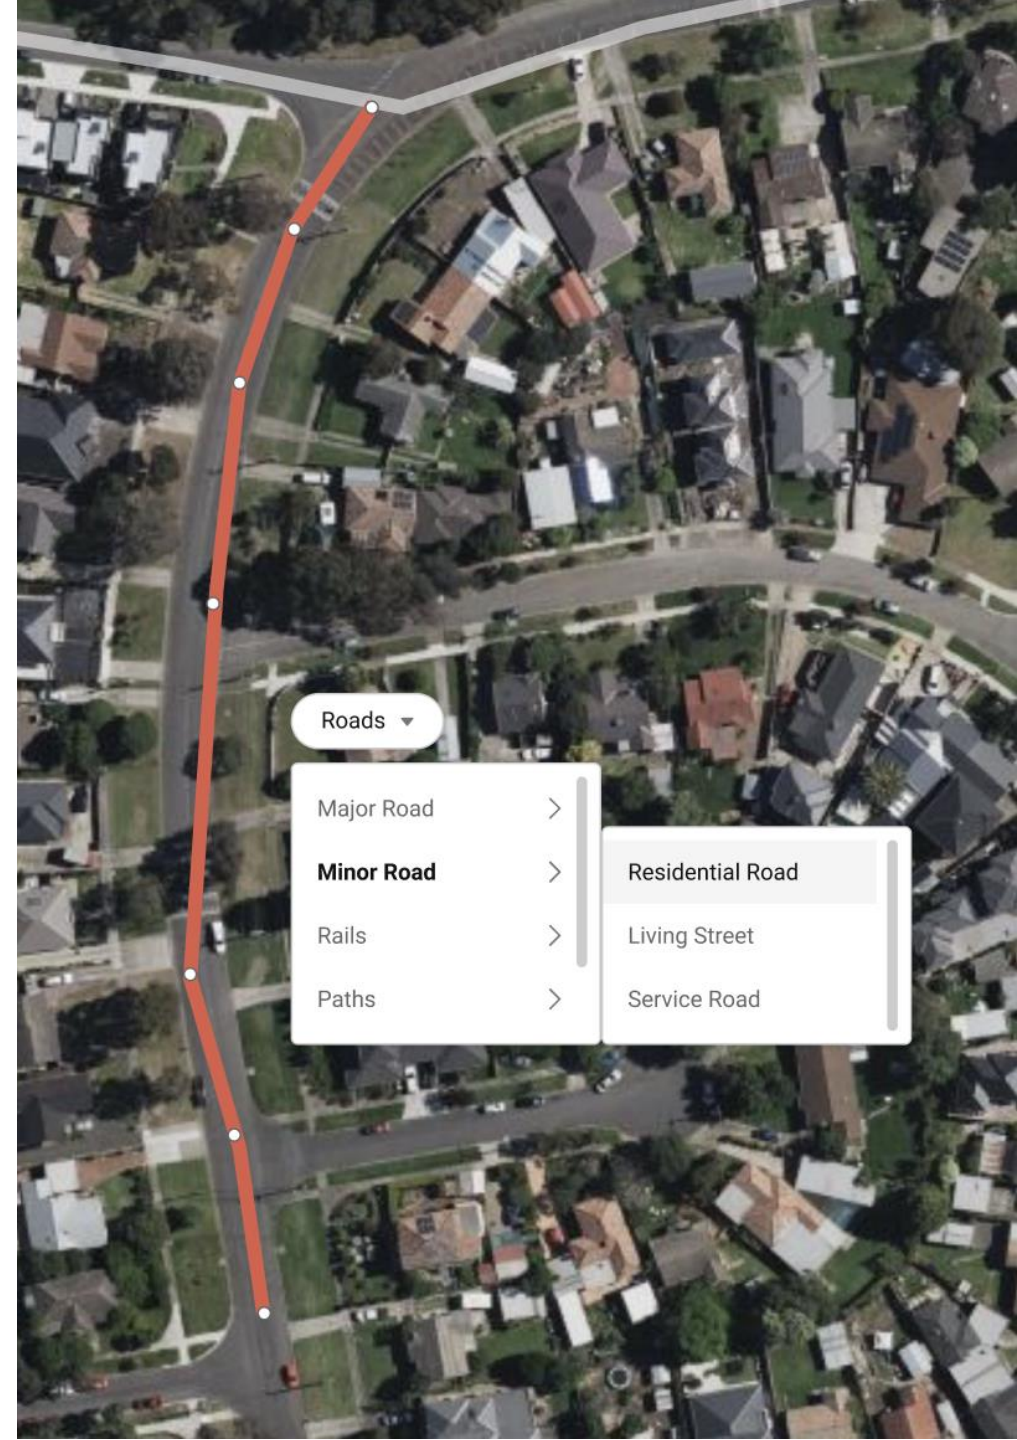 Roads
Major Road
Minor Road
Rails
Paths
Residential Road
Living Street
Service Road